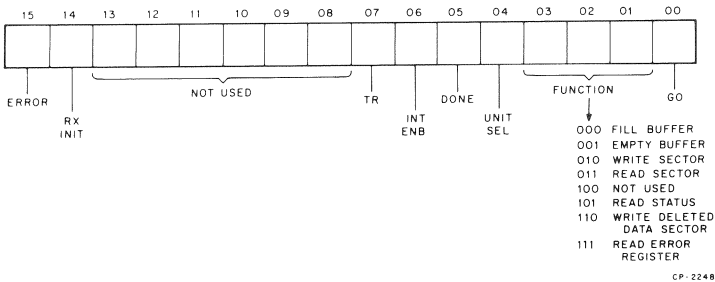 15 14 13 12 11 10 09 08 07 06 05 04 03 02 01 00
ERROR
RX
INIT
NOT USED
TR
INT
ENB
DONE
UNIT
SEL
FUNCTION
GO
000 FILL BUFFER
001 EMPTY BUFFER
010 WRITE SECTOR
011 READ SECTOR
100 NOT USED
101 READ STATUS
110 WRITE DELETED
DATA SECTOR
111 READ ERROR
REGISTER
CP-2248